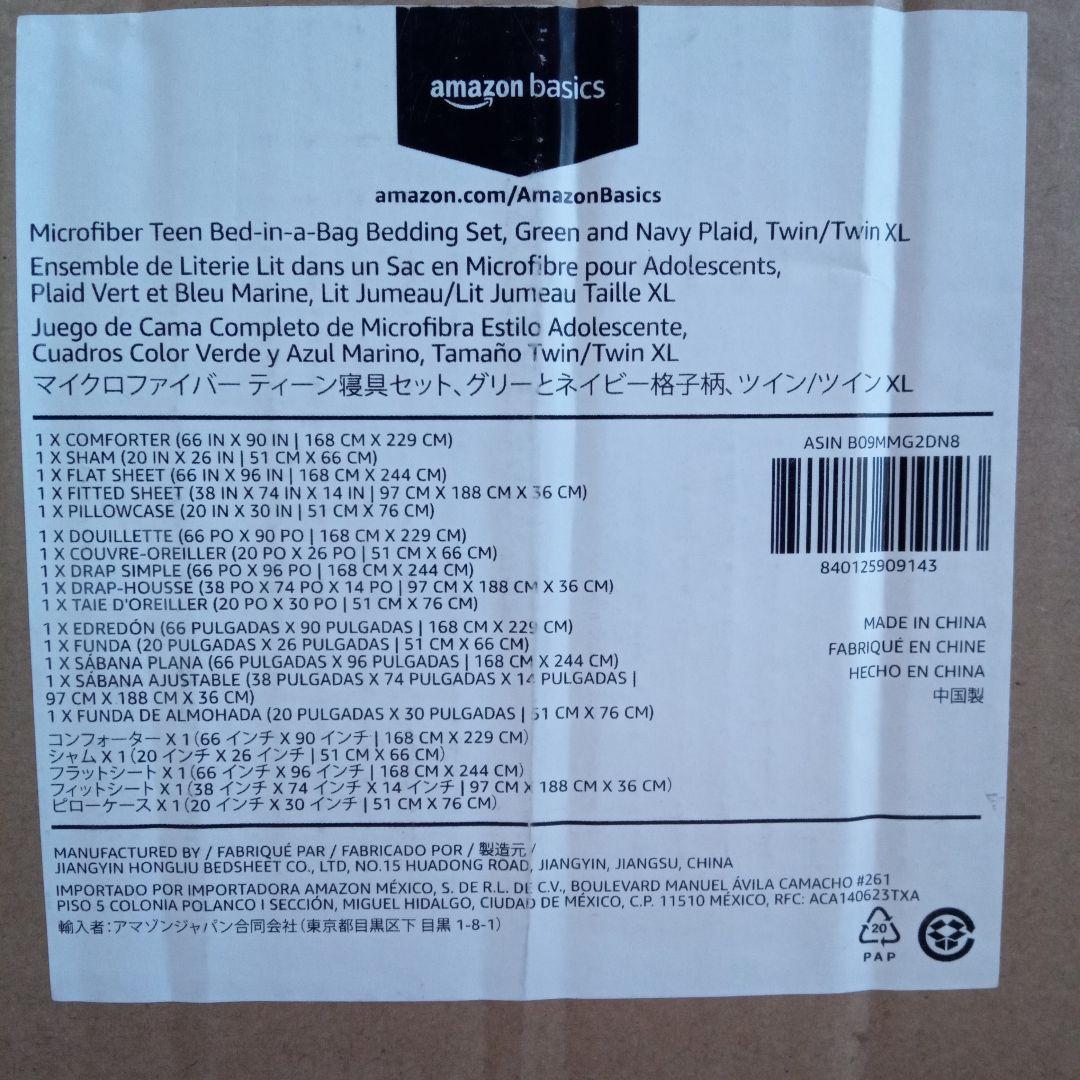 amazon basics
amazon.com/AmazonBasics
Microfiber Teen Bed-in-a-Bag Bedding Set, Green and Navy Plaid, Twin/Twin XL
Ensemble de Literie Lit dans un Sac en Microfibre pour Adolescents,
Plaid Vert et Bleu Marine, Lit Jumeau/Lit Jumeau Taille XL
Juego de Cama Completo de Microfibra Estilo Adolescente,
Cuadros Color Verde y Azul Marino, Tamaño Twin/Twin XL
マイクロファイバー ティーン寝具セット、グリーとネイビー格子柄、ツイン/ツインXL
1 X COMFORTER (66 IN X 90 IN | 168 CM X 229 CM)
1 X SHAM (20 IN X 26 IN | 51 CM X 66 CM)
1 X FLAT SHEET (66 IN X 96 IN | 168 CM X 244 CM)
1 X FITTED SHEET (38 IN X 74 IN X 14 IN | 97 CM X 188 CM X 36 CM)
1 X PILLOWCASE (20 IN X 30 IN | 51 CM X 76 CM)
1 X DOUILLETTE (66 PO X 90 PO | 168 CM X 229 CM)
1 X COUVRE-OREILLER (20 PO X 26 PO | 51 CM X 66 CM)
1 X DRAP SIMPLE (66 PO X 96 PO | 168 CM X 244 CM)
1 X DRAP-HOUSSE (38 PO X 74 PO X 14 PO | 97 CM X 188 CM X 36 CM)
1 X TAIE D'OREILLER (20 PO X 30 PO | 51 CM X 76 CM)
1 X EDREDÓN (66 PULGADAS X 90 PULGADAS | 168 CM X 229 CM)
1 X FUNDA (20 PULGADAS X 26 PULGADAS | 51 CM X 66 CM)
1 X SÁBANA PLANA (66 PULGADAS X 96 PULGADAS | 168 CM X 244 CM)
1 X SÁBANA AJUSTABLE (38 PULGADAS X 74 PULGADAS X 14 PULGADAS |
97 CM X 188 CM X 36 CM)
1 X FUNDA DE ALMOHADA (20 PULGADAS X 30 PULGADAS | 51 CM X 76 CM)
コンフォーター X 1(66 インチ X 90 インチ | 168 CM X 229 CM)
シャム X 1(20 インチ X 26 インチ | 51 CM X 66 CM)
フラットシート X 1(66 インチ X 96 インチ | 168 CM X 244 CM)
フィットシート X 1(38 インチ X 74 インチ X 14 インチ | 97 CM X 188 CM X 36 CM)
ピローケース X 1(20 インチ X 30 インチ | 51 CM X 76 CM)
ASIN B09MMG2DN8
840125909143
MADE IN CHINA
FABRIQUÉ EN CHINE
HECHO EN CHINA
中国製
MANUFACTURED BY / FABRIQUÉ PAR / FABRICADO POR / 製造元 /
JIANGYIN HONGLIU BEDSHEET CO., LTD, NO.15 HUADONG ROAD, JIANGYIN, JIANGSU, CHINA
IMPORTADO POR IMPORTADORA AMAZON MÉXICO, S. DE R.L. DE C.V., BOULEVARD MANUEL ÁVILA CAMACHO #261
PISO 5 COLONIA POLANCO I SECCIÓN, MIGUEL HIDALGO, CIUDAD DE MÉXICO, C.P. 11510 MÉXICO, RFC: ACA140623TXA
輸入者:アマゾンジャパン合同会社(東京都目黒区下 目黒 1-8-1)
20
PAP